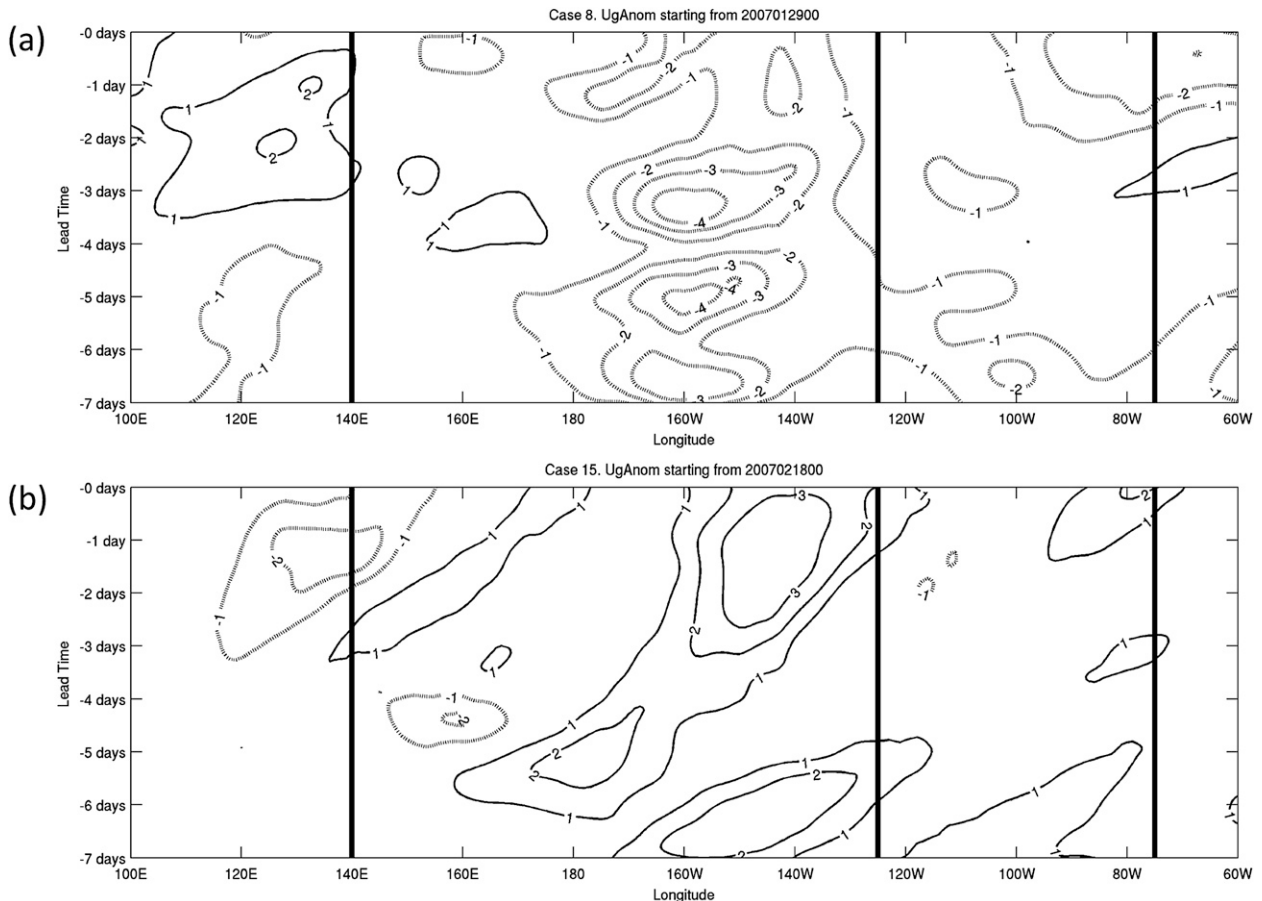 (a)
Case 8. UgAnom starting from 2007012900
-0 days
-1 day
-2 days
-3 days
-4 days
-5 days
-6 days
-7 days
Lead Time
100E 120E 140E 160E 180 160W 140W 120W 100W 80W 60W
Longitude
(b)
Case 15. UgAnom starting from 2007021800
-0 days
-1 day
-2 days
-3 days
-4 days
-5 days
-6 days
-7 days
Lead Time
100E 120E 140E 160E 180 160W 140W 120W 100W 80W 60W
Longitude